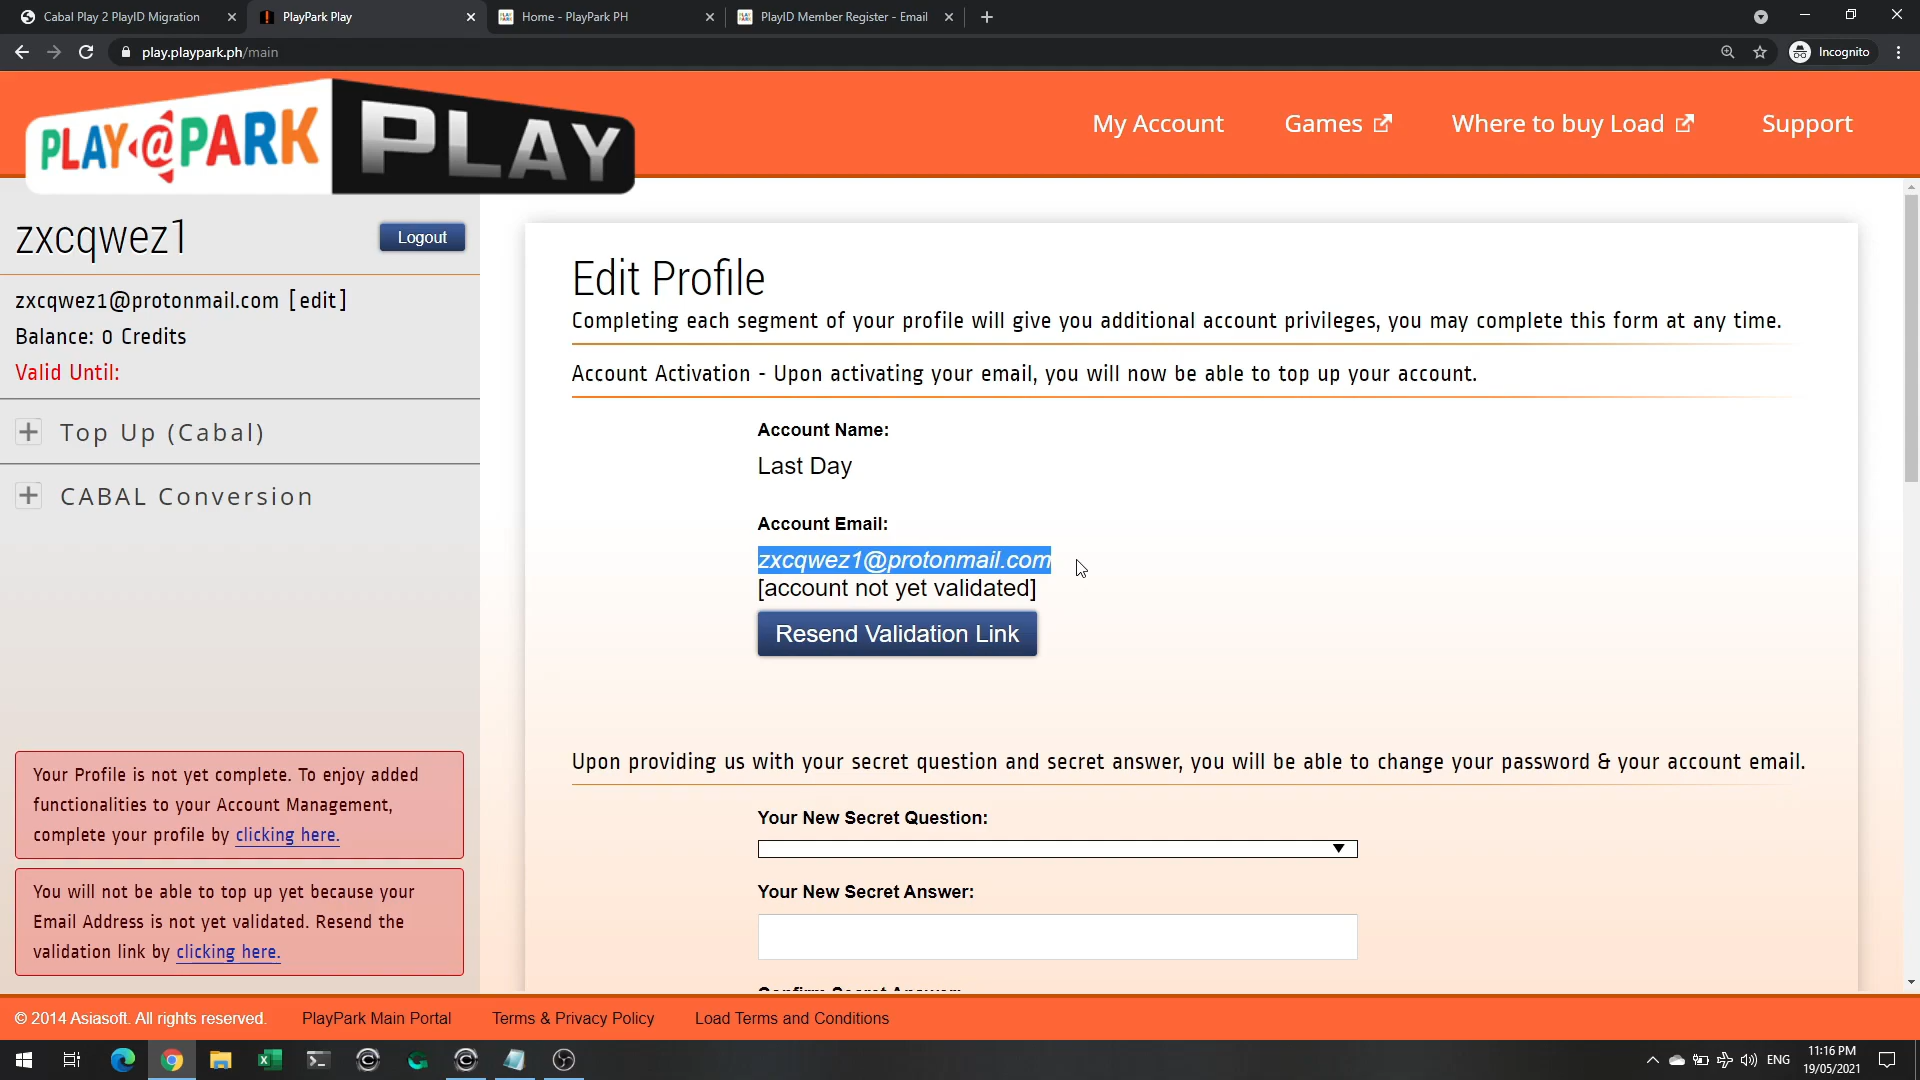 Cabal Play 2 PlayID Migration
PlayPark Play
Home - PlayPark PH
PlayID Member Register - Email
play.playpark.ph/main
Incognito
PLAY@PARK PLAY
My Account
Games
Where to buy Load
Support
zxcqwez1
Logout
zxcqwez1@protonmail.com [edit]
Balance: 0 Credits
Valid Until:
Top Up (Cabal)
CABAL Conversion
Your Profile is not yet complete. To enjoy added
functionalities to your Account Management,
complete your profile by clicking here.
You will not be able to top up yet because your
Email Address is not yet validated. Resend the
validation link by clicking here.
Edit Profile
Completing each segment of your profile will give you additional account privileges, you may complete this form at any time.
Account Activation - Upon activating your email, you will now be able to top up your account.
Account Name:
Last Day
Account Email:
zxcqwez1@protonmail.com
[account not yet validated]
Resend Validation Link
Upon providing us with your secret question and secret answer, you will be able to change your password & your account email.
Your New Secret Question:
Your New Secret Answer:
Confirm Secret Answer:
© 2014 Asiasoft. All rights reserved.
PlayPark Main Portal
Terms & Privacy Policy
Load Terms and Conditions
ENG
11:16 PM
19/05/2021